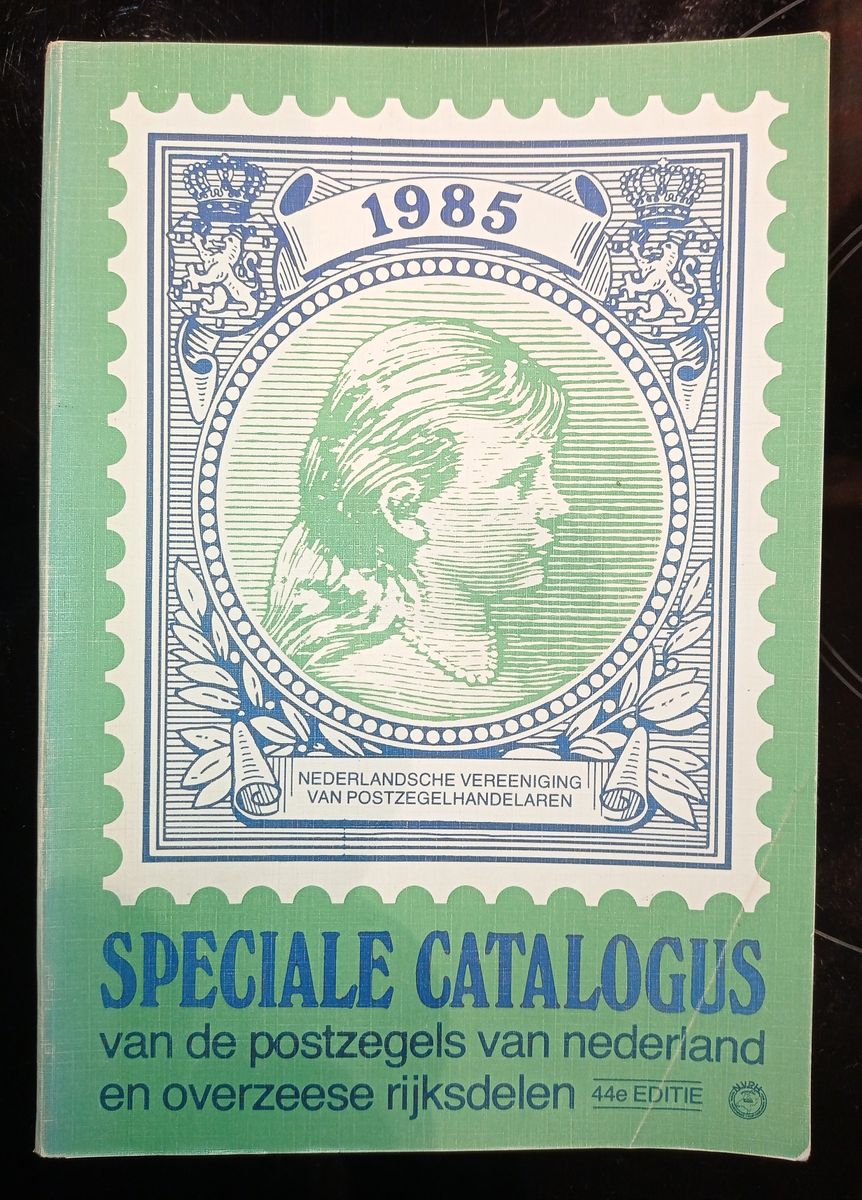 1985
NEDERLANDSCHE VEREENIGING
VAN POSTZEGELHANDELAREN
SPECIALE CATALOGUS
van de postzegels van nederland
en overzeese rijksdelen 44e EDITIE
N.V.P.H.